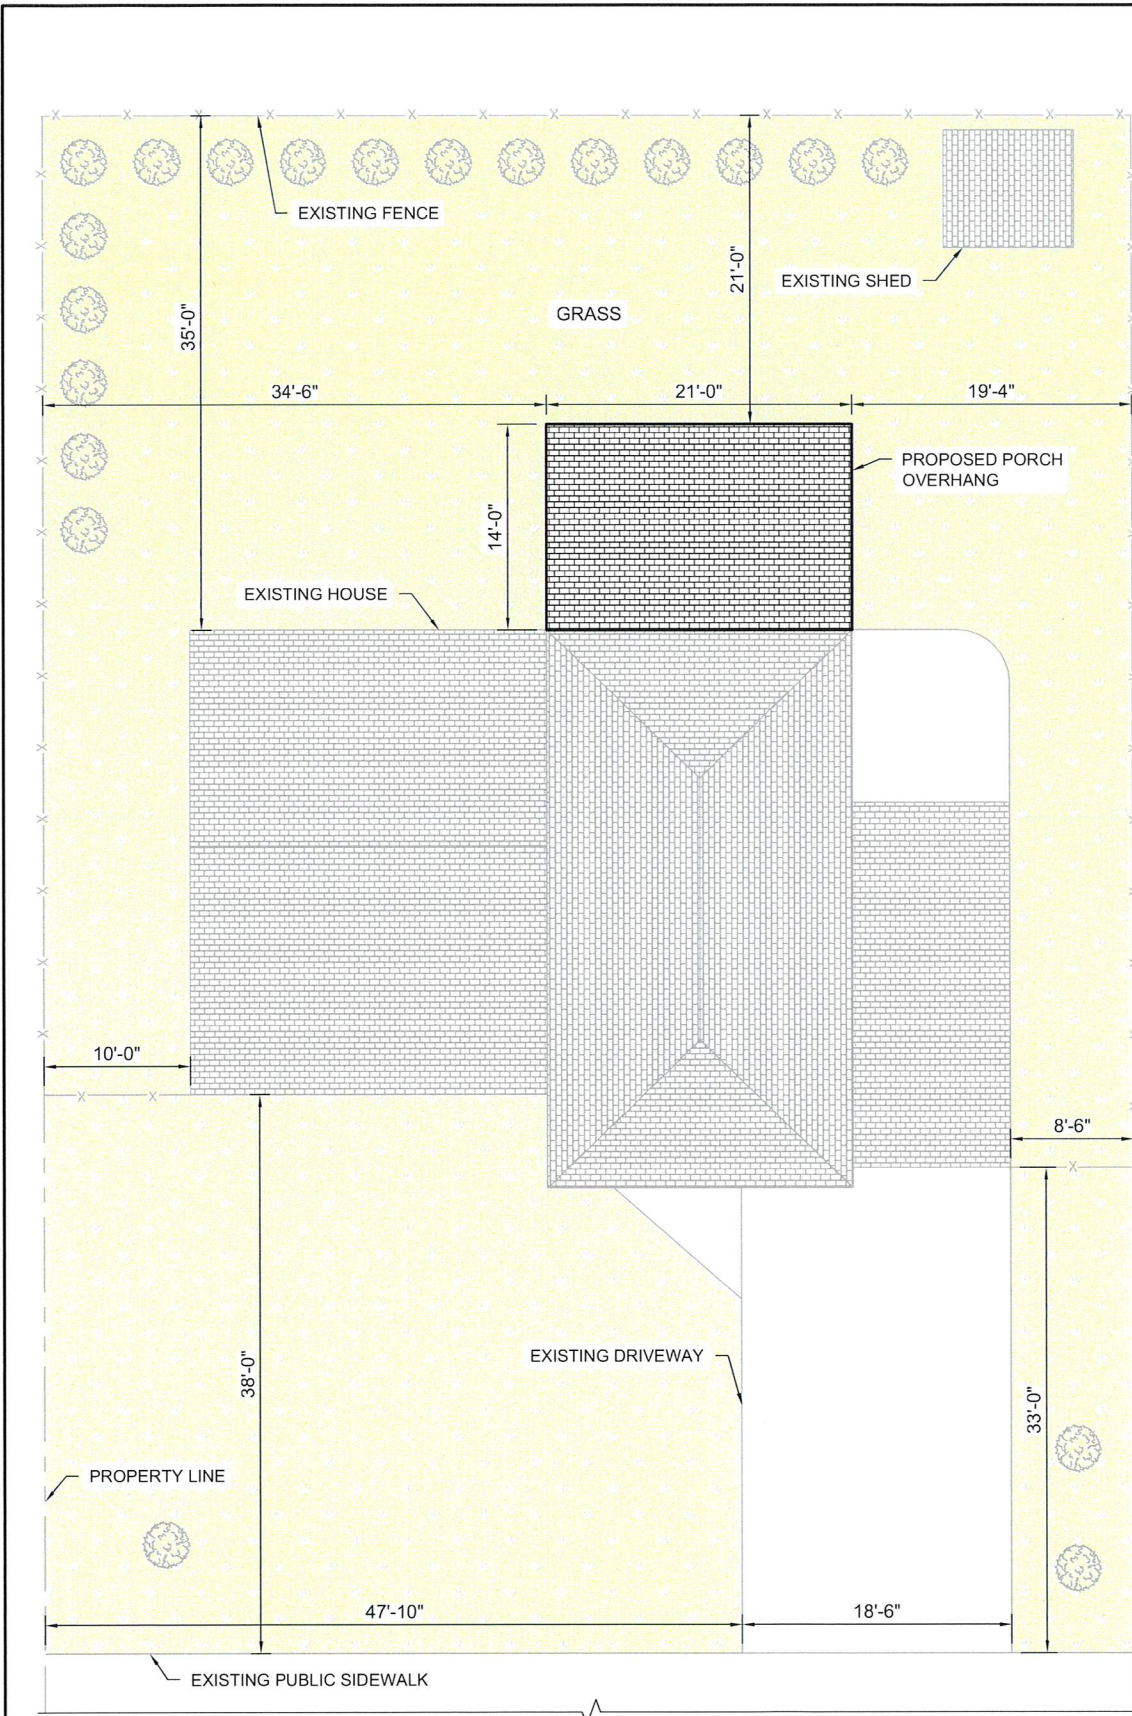 EXISTING FENCE
35'-0"
21'-0"
EXISTING SHED
GRASS
34'-6"
21'-0"
19'-4"
PROPOSED PORCH
OVERHANG
14'-0"
EXISTING HOUSE
10'-0"
8'-6"
38'-0"
EXISTING DRIVEWAY
33'-0"
PROPERTY LINE
47'-10"
18'-6"
EXISTING PUBLIC SIDEWALK